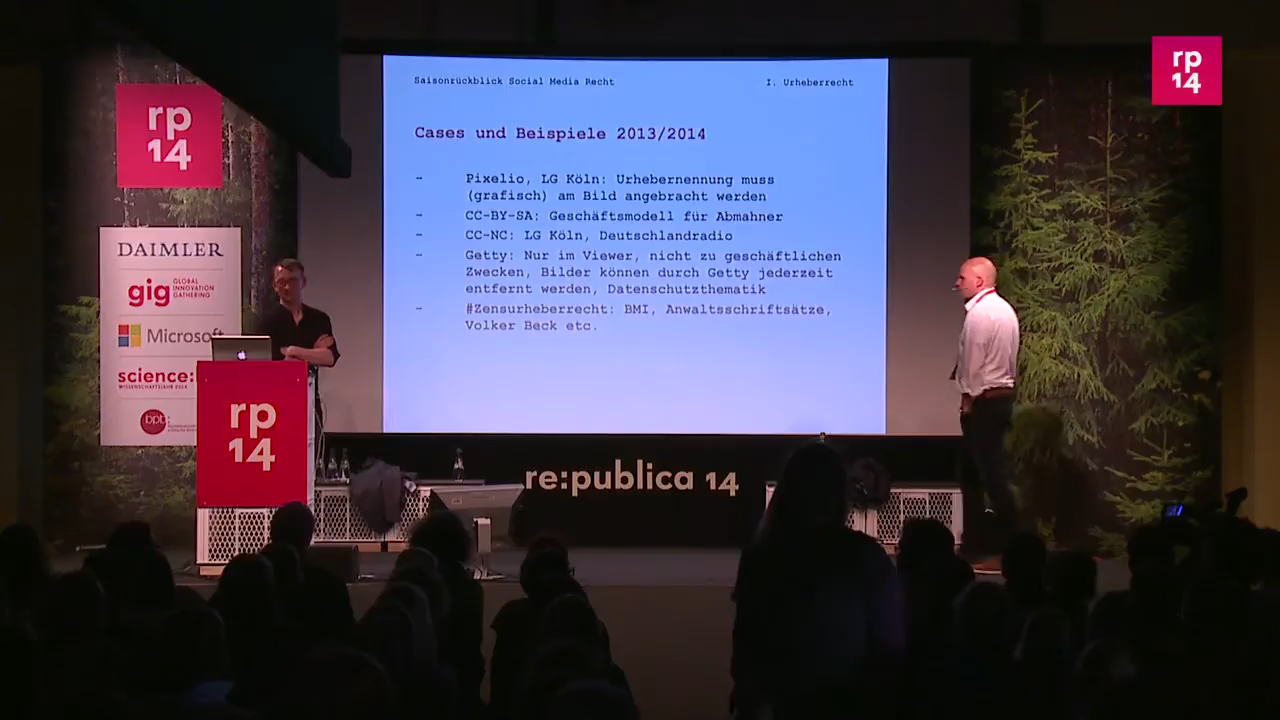 rp
14
rp
14
DAIMLER
gig GLOBAL
INNOVATION
GATHERING
Microsoft
science:
WISSENSCHAFTSJAHR 2014
bpb:
rp
14
Saisonrückblick Social Media Recht
I. Urheberrecht
Cases und Beispiele 2013/2014
- Pixelio, LG Köln: Urhebernennung muss
(grafisch) am Bild angebracht werden
- CC-BY-SA: Geschäftsmodell für Abmahner
- CC-NC: LG Köln, Deutschlandradio
- Getty: Nur im Viewer, nicht zu geschäftlichen
Zwecken, Bilder können durch Getty jederzeit
entfernt werden, Datenschutzthematik
- #Zensurheberrecht: BMI, Anwaltsschriftsätze,
Volker Beck etc.
re:publica 14